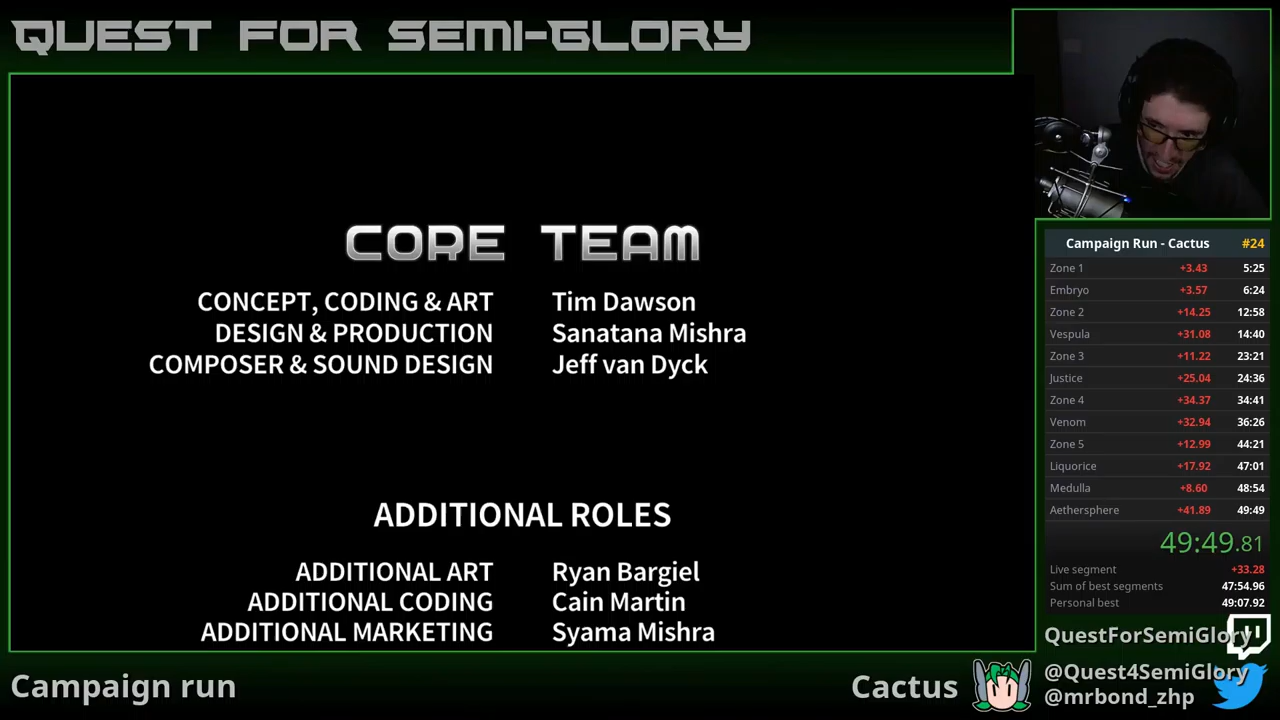 QUEST FOR SEMI-GLORY
CORE TEAM
CONCEPT, CODING & ART Tim Dawson
DESIGN & PRODUCTION Sanatana Mishra
COMPOSER & SOUND DESIGN Jeff van Dyck
ADDITIONAL ROLES
ADDITIONAL ART Ryan Bargiel
ADDITIONAL CODING Cain Martin
ADDITIONAL MARKETING Syama Mishra
Campaign Run - Cactus #24
Zone 1 +3.43 5:25
Embryo +3.57 6:24
Zone 2 +14.25 12:58
Vespula +31.08 14:40
Zone 3 +11.22 23:21
Justice +25.04 24:36
Zone 4 +34.37 34:41
Venom +32.94 36:26
Zone 5 +12.99 44:21
Liquorice +17.92 47:01
Medulla +8.60 48:54
Aethersphere +41.89 49:49
49:49.81
Live segment +33.28
Sum of best segments 47:54.96
Personal best 49:07.92
QuestForSemiGlory
@Quest4SemiGlory
@mrbond_zhp
Campaign run
Cactus